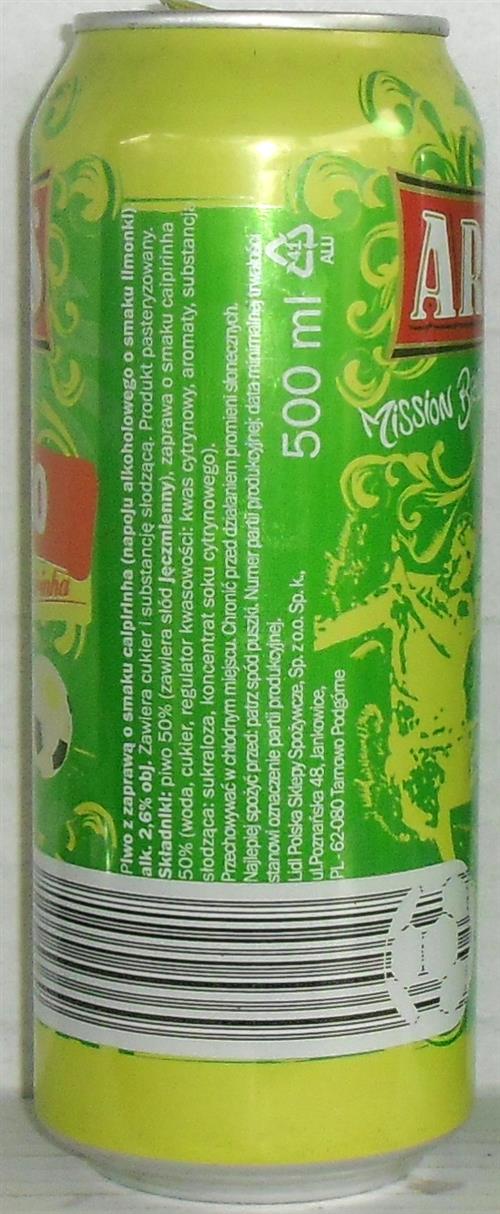 Piwo z zaprawą o smaku caipirinha (napoju alkoholowego o smaku limonki)
alk. 2,6% obj. Zawiera cukier i substancję słodzącą. Produkt pasteryzowany.
Składniki: piwo 50% (zawiera słód jęczmienny), zaprawa o smaku caipirinha
50% (woda, cukier, regulator kwasowości: kwas cytrynowy, aromaty, substancja
słodząca: sukraloza, koncentrat soku cytrynowego).
Przechowywać w chłodnym miejscu. Chronić przed działaniem promieni słonecznych.
Najlepiej spożyć przed: patrz spód puszki. Numer partii produkcyjnej: data minimalnej trwałości
stanowi oznaczenie partii produkcyjnej.
Lidl Polska Sklepy Spożywcze. Sp. z o.o. Sp. k.,
ul.Poznańska 48, Jankowice,
PL- 62-080 Tarnowo Podgórne
500 ml
41
ALU
AR
MISSION